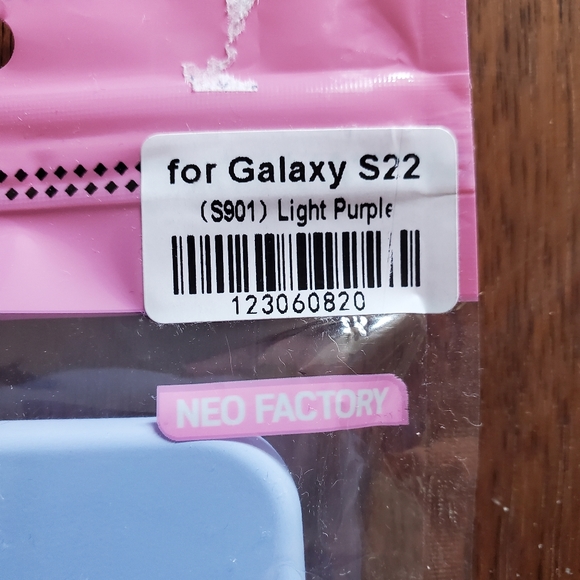 for Galaxy S22
(S901) Light Purple
123060820
NEO FACTORY